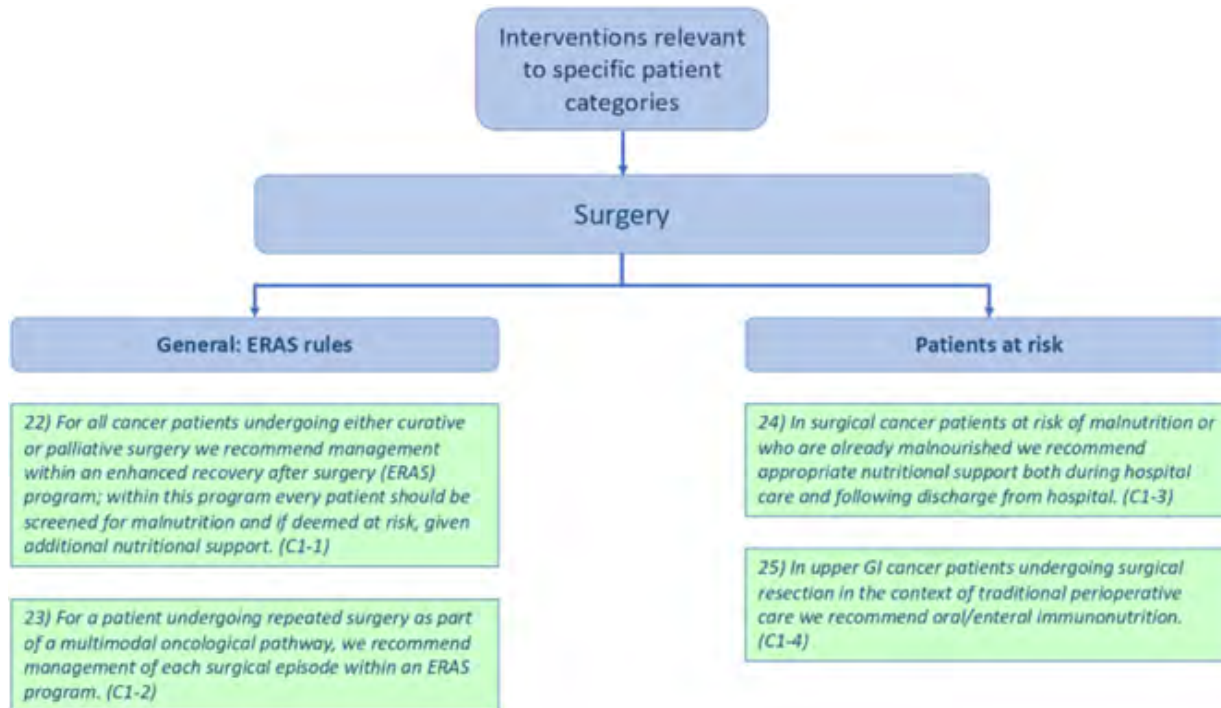 Interventions relevant
to specific patient
categories
Surgery
General: ERAS rules
22) For all cancer patients undergoing either curative
or palliative surgery we recommend management
within an enhanced recovery after surgery (ERAS)
program; within this program every patient should be
screened for malnutrition and if deemed at risk, given
additional nutritional support. (C1-1)
23) For a patient undergoing repeated surgery as part
of a multimodal oncological pathway, we recommend
management of each surgical episode within an ERAS
program. (C1-2)
Patients at risk
24) In surgical cancer patients at risk of malnutrition or
who are already malnourished we recommend
appropriate nutritional support both during hospital
care and following discharge from hospital. (C1-3)
25) In upper GI cancer patients undergoing surgical
resection in the context of traditional perioperative
care we recommend oral/enteral immunonutrition.
(C1-4)